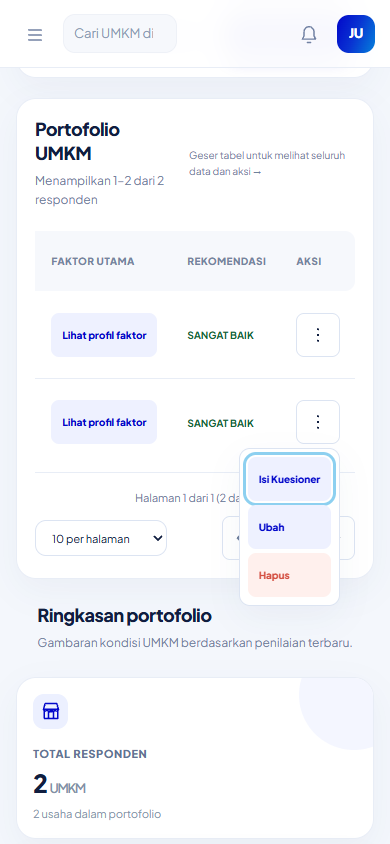 Cari UMKM di
JU
Portofolio
UMKM
Menampilkan 1–2 dari 2
responden
Geser tabel untuk melihat seluruh
data dan aksi →
FAKTOR UTAMA REKOMENDASI AKSI
Lihat profil faktor SANGAT BAIK
Lihat profil faktor SANGAT BAIK
Isi Kuesioner
Halaman 1 dari 1 (2 da
Ubah
10 per halaman
Hapus
Ringkasan portofolio
Gambaran kondisi UMKM berdasarkan penilaian terbaru.
TOTAL RESPONDEN
2 UMKM
2 usaha dalam portofolio